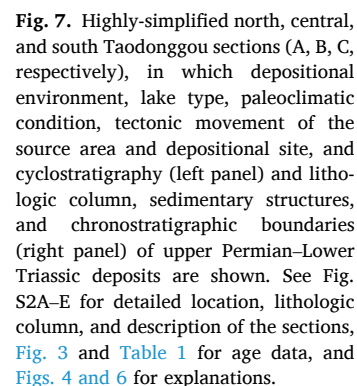 Fig. 7. Highly-simplified north, central,
and south Taodonggou sections (A, B, C,
respectively), in which depositional
environment, lake type, paleoclimatic
condition, tectonic movement of the
source area and depositional site, and
cyclostratigraphy (left panel) and litho-
logic column, sedimentary structures,
and chronostratigraphic boundaries
(right panel) of upper Permian–Lower
Triassic deposits are shown. See Fig.
S2A–E for detailed location, lithologic
column, and description of the sections,
Fig. 3 and Table 1 for age data, and
Figs. 4 and 6 for explanations.